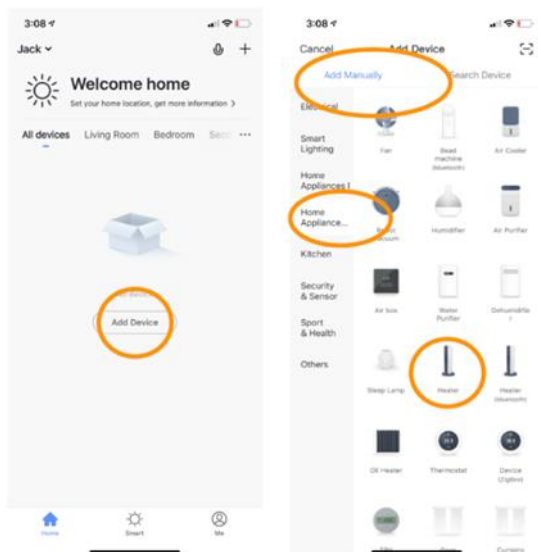 3:08
Jack
Welcome home
Set your home location, get more information >
All devices Living Room Bedroom
Add Device
Home Smart Me
3:08
Cancel Add Device
Add Manually Search Device
Electrical
Smart
Lighting
Home
Appliances
Home
Appliance...
Kitchen
Security
& Sensor
Sport
& Health
Others
Fan
Bead
machine
(bluetooth)
Air Cooler
Robot
Vacuum
Humidifier
Air Purifier
Air box
Water
Purifier
Dehumidifie
r
Sleep Lamp
Heater
Heater
(bluetooth)
Oil Heater
Thermostat
Device
(Zigbee)
Curtains